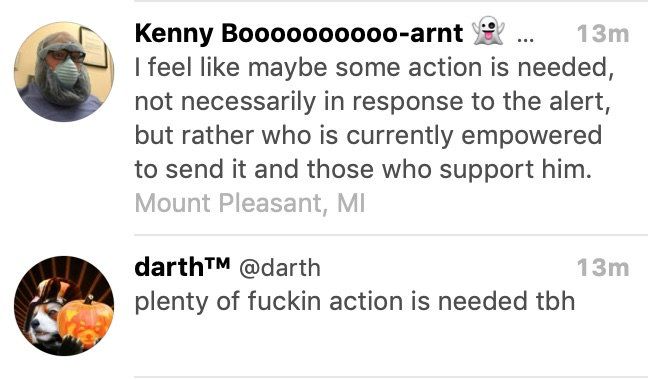 Kenny Boooooooooo-arnt 👻 ... 13m
I feel like maybe some action is needed,
not necessarily in response to the alert,
but rather who is currently empowered
to send it and those who support him.
Mount Pleasant, MI
darth™ @darth 13m
plenty of fuckin action is needed tbh